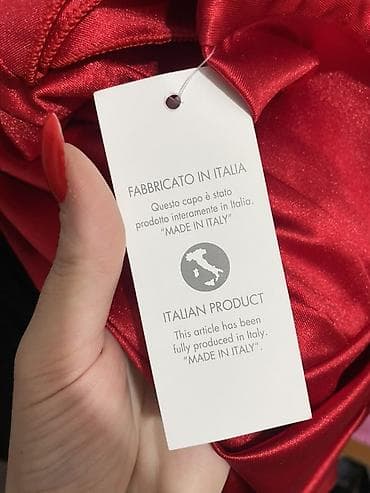 FABBRICATO IN ITALIA
Questo capo è stato
prodotto interamente in Italia.
"MADE IN ITALY"
ITALIAN PRODUCT
This article has been
fully produced in Italy.
"MADE IN ITALY".